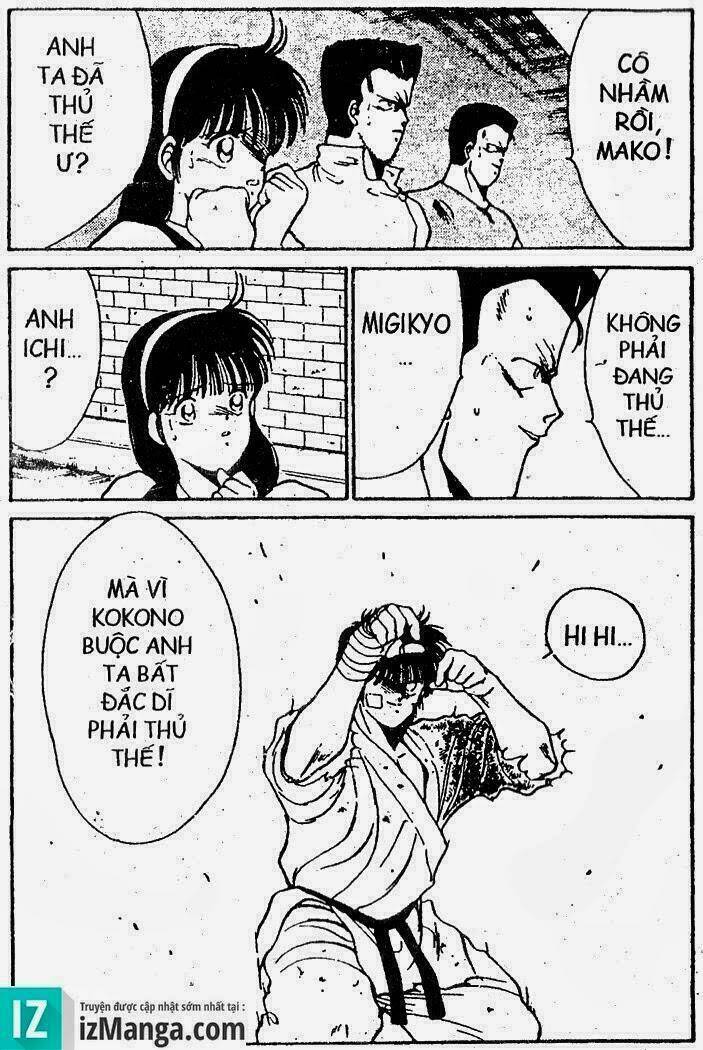 CÔ
NHẦM
RỒI,
MAKO!
ANH
TA ĐÃ
THỦ
THẾ
Ư?
KHÔNG
PHẢI
ĐANG
THỦ
THẾ...
MIGIKYO
...
ANH
ICHI...
?
HI HI...
MÀ VÌ
KOKONO
BUỘC ANH
TA BẤT
ĐẮC DĨ
PHẢI THỦ
THẾ!
IZ
Truyện được cập nhật sớm nhất tại :
izManga.com